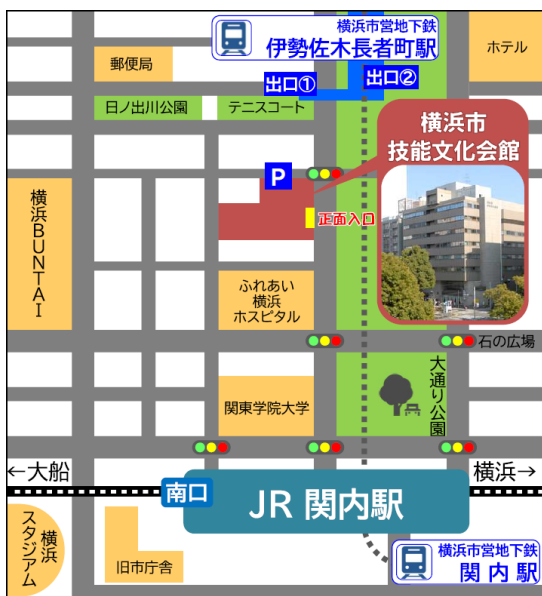 横浜市営地下鉄
伊勢佐木長者町駅
ホテル
郵便局
出口①
出口②
日ノ出川公園
テニスコート
横浜市
技能文化会館
P
正面入口
横浜BUNTAI
ふれあい
横浜
ホスピタル
石の広場
大通り公園
関東学院大学
←大船
横浜→
南口
JR 関内駅
横浜
スタジアム
旧市庁舎
横浜市営地下鉄
関内駅